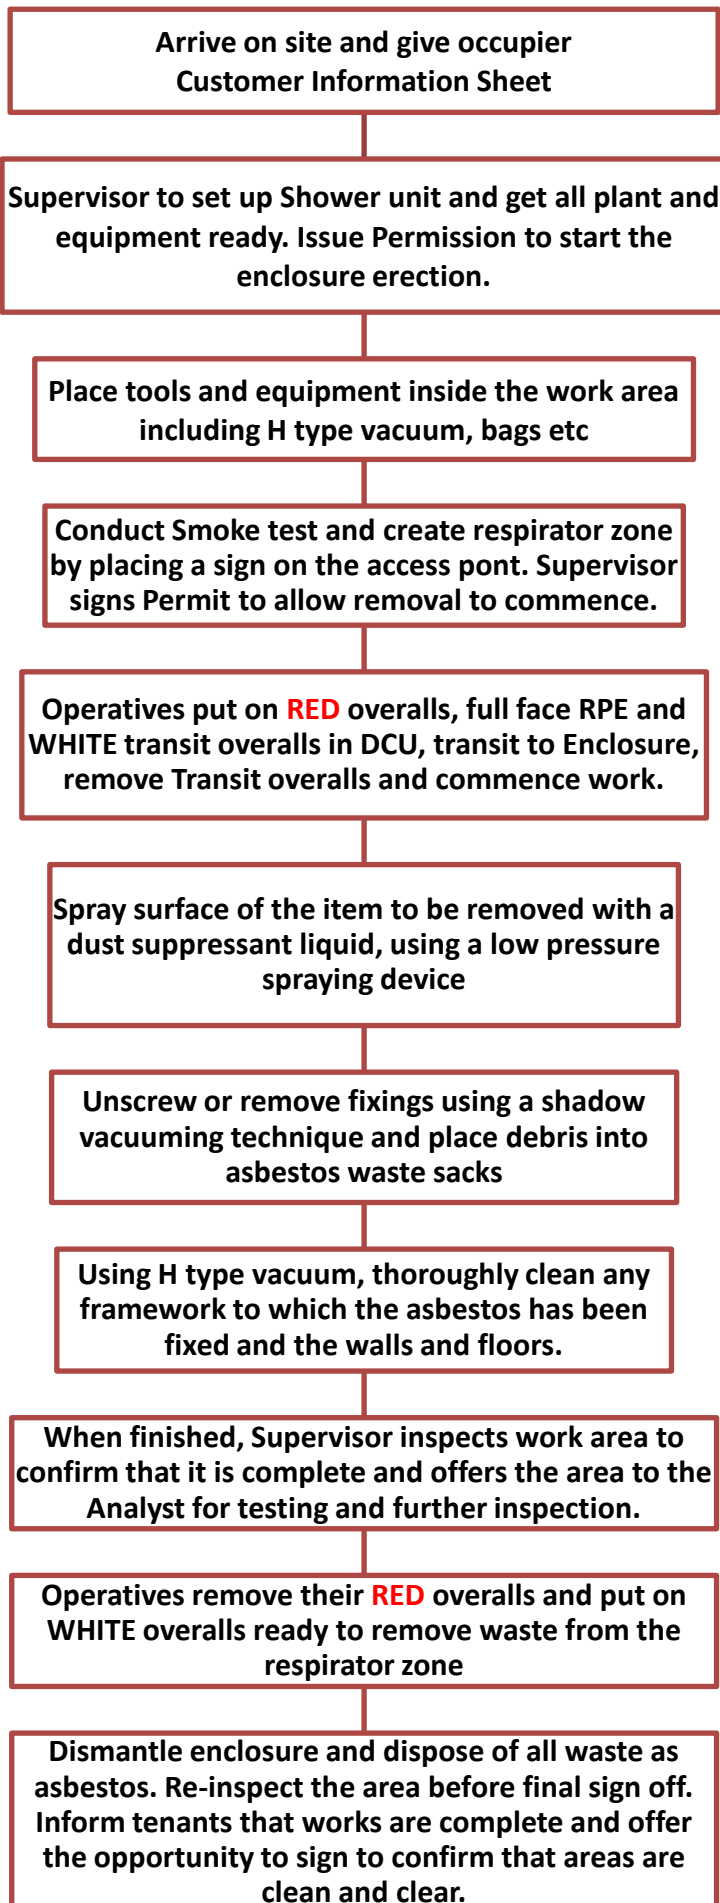 Arrive on site and give occupier
Customer Information Sheet
Supervisor to set up Shower unit and get all plant and
equipment ready. Issue Permission to start the
enclosure erection.
Place tools and equipment inside the work area
including H type vacuum, bags etc
Conduct Smoke test and create respirator zone
by placing a sign on the access pont. Supervisor
signs Permit to allow removal to commence.
Operatives put on RED overalls, full face RPE and
WHITE transit overalls in DCU, transit to Enclosure,
remove Transit overalls and commence work.
Spray surface of the item to be removed with a
dust suppressant liquid, using a low pressure
spraying device
Unscrew or remove fixings using a shadow
vacuuming technique and place debris into
asbestos waste sacks
Using H type vacuum, thoroughly clean any
framework to which the asbestos has been
fixed and the walls and floors.
When finished, Supervisor inspects work area to
confirm that it is complete and offers the area to the
Analyst for testing and further inspection.
Operatives remove their RED overalls and put on
WHITE overalls ready to remove waste from the
respirator zone
Dismantle enclosure and dispose of all waste as
asbestos. Re-inspect the area before final sign off.
Inform tenants that works are complete and offer
the opportunity to sign to confirm that areas are
clean and clear.